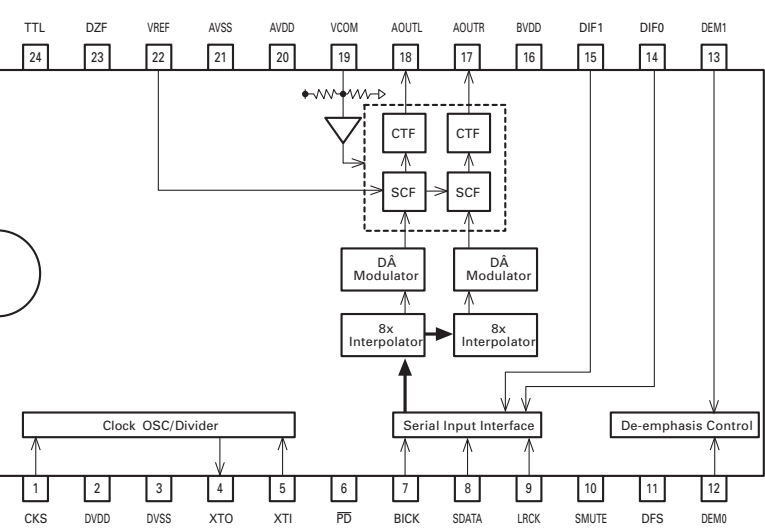 TTL DZF VREF AVSS AVDD VCOM AOUTL AOUTR BVDD DIF1 DIF0 DEM1
24 23 22 21 20 19 18 17 16 15 14 13
CTF CTF
SCF SCF
DÂ DÂ
Modulator Modulator
8x 8x
Interpolator Interpolator
Clock OSC/Divider Serial Input Interface De-emphasis Control
1 2 3 4 5 6 7 8 9 10 11 12
CKS DVDD DVSS XTO XTI PD BICK SDATA LRCK SMUTE DFS DEM0